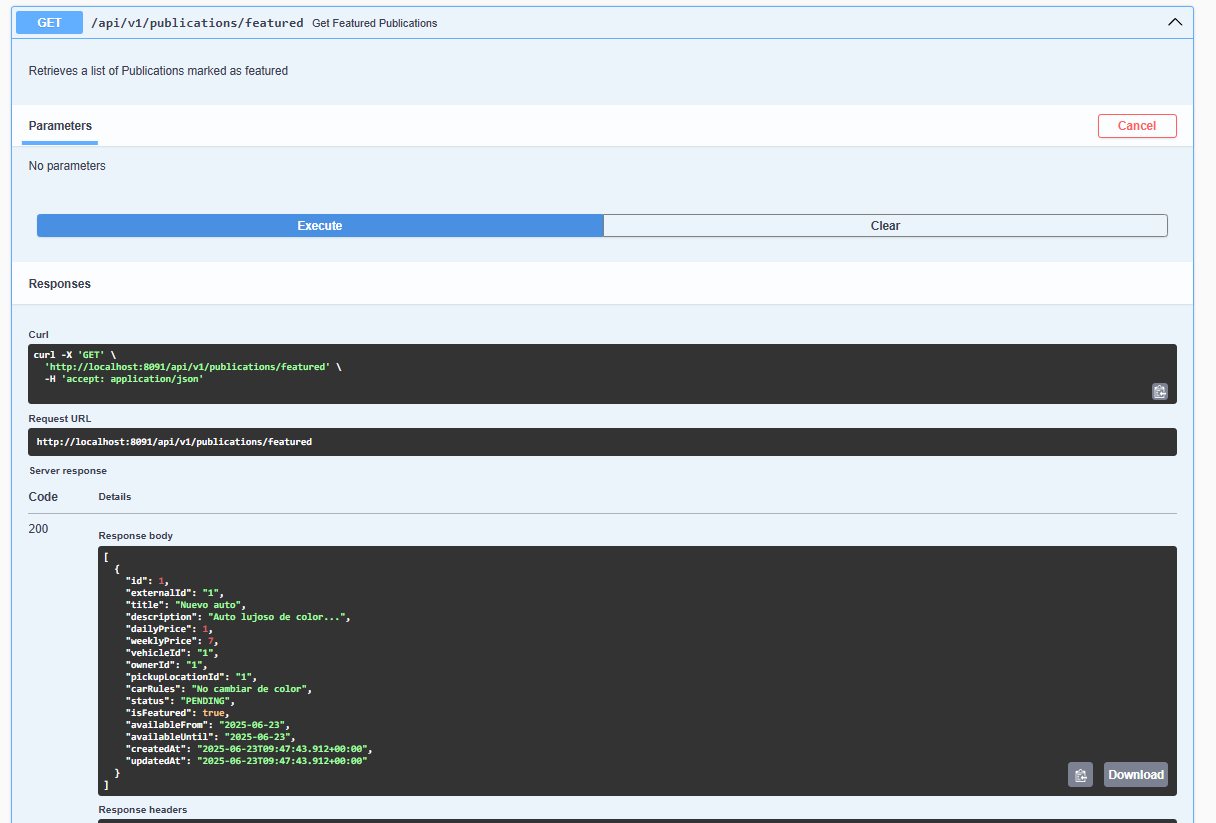 GET /api/v1/publications/featured Get Featured Publications
Retrieves a list of Publications marked as featured
Parameters
Cancel
No parameters
Execute
Clear
Responses
Curl
curl -X 'GET' \
  'http://localhost:8091/api/v1/publications/featured' \
  -H 'accept: application/json'
Request URL
http://localhost:8091/api/v1/publications/featured
Server response
Code Details
200
Response body
[
  {
    "id": 1,
    "externalId": "1",
    "title": "Nuevo auto",
    "description": "Auto lujoso de color...",
    "dailyPrice": 1,
    "weeklyPrice": 7,
    "vehicleId": "1",
    "ownerId": "1",
    "pickupLocationId": "1",
    "carRules": "No cambiar de color",
    "status": "PENDING",
    "isFeatured": true,
    "availableFrom": "2025-06-23",
    "availableUntil": "2025-06-23",
    "createdAt": "2025-06-23T09:47:43.912+00:00",
    "updatedAt": "2025-06-23T09:47:43.912+00:00"
  }
]
Download
Response headers